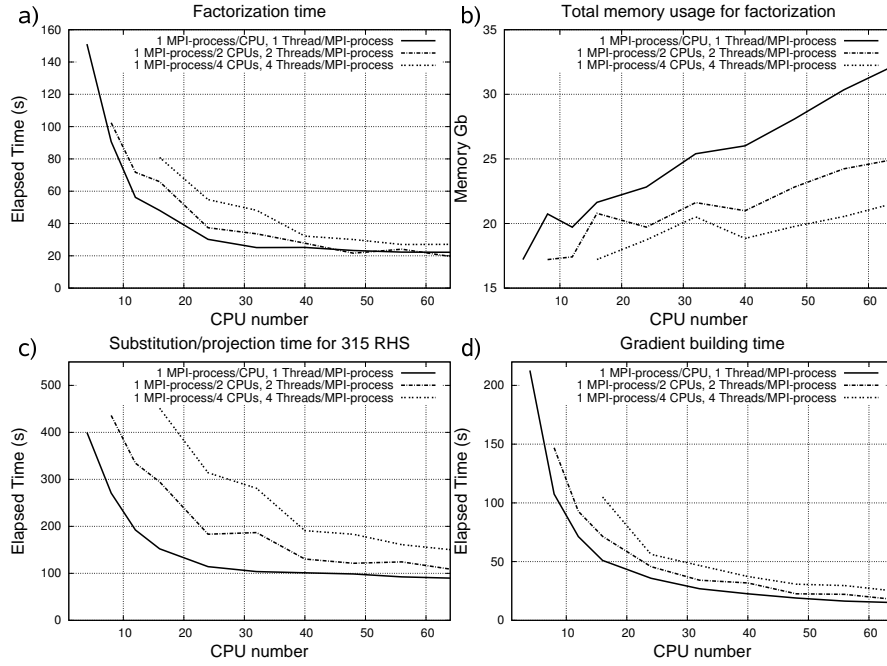 a)
Factorization time
1 MPI-process/CPU, 1 Thread/MPI-process
1 MPI-process/2 CPUs, 2 Threads/MPI-process
1 MPI-process/4 CPUs, 4 Threads/MPI-process
Elapsed Time (s)
160
140
120
100
80
60
40
20
0
10
20
30
40
50
60
CPU number
b)
Total memory usage for factorization
1 MPI-process/CPU, 1 Thread/MPI-process
1 MPI-process/2 CPUs, 2 Threads/MPI-process
1 MPI-process/4 CPUs, 4 Threads/MPI-process
Memory Gb
35
30
25
20
15
10
20
30
40
50
60
CPU number
c)
Substitution/projection time for 315 RHS
1 MPI-process/CPU, 1 Thread/MPI-process
1 MPI-process/2 CPUs, 2 Threads/MPI-process
1 MPI-process/4 CPUs, 4 Threads/MPI-process
Elapsed Time (s)
500
400
300
200
100
0
10
20
30
40
50
60
CPU number
d)
Gradient building time
1 MPI-process/CPU, 1 Thread/MPI-process
1 MPI-process/2 CPUs, 2 Threads/MPI-process
1 MPI-process/4 CPUs, 4 Threads/MPI-process
Elapsed Time (s)
200
150
100
50
0
10
20
30
40
50
60
CPU number